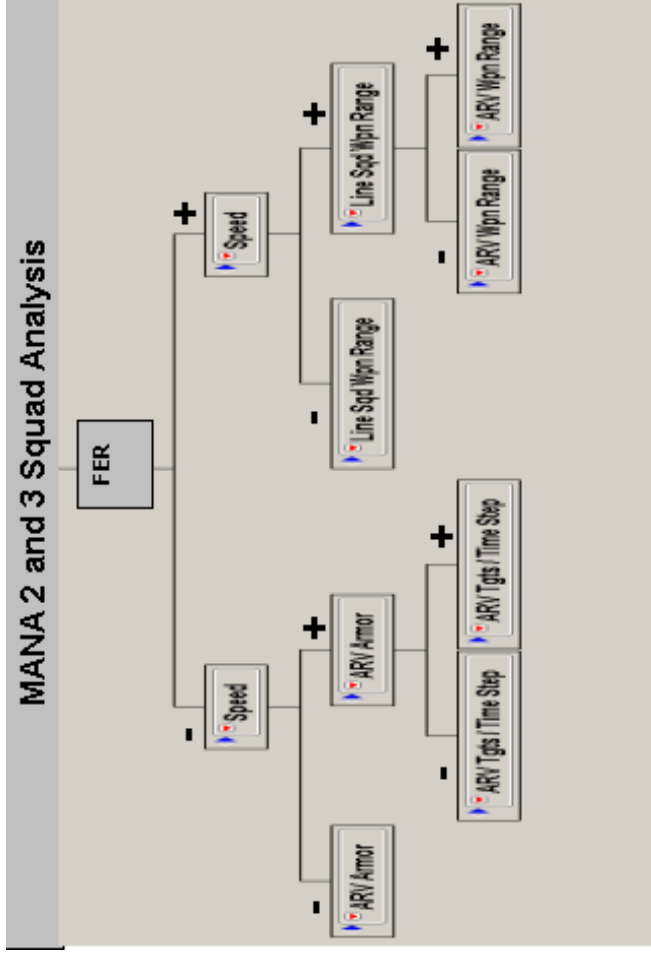 MANA 2 and 3 Squad Analysis
FER
- +
Speed Speed
- + - +
ARV Armor ARV Armor Line Sqd Wpn Range Line Sqd Wpn Range
- + - +
ARV Tgts / Time Step ARV Tgts / Time Step ARV Wpn Range ARV Wpn Range